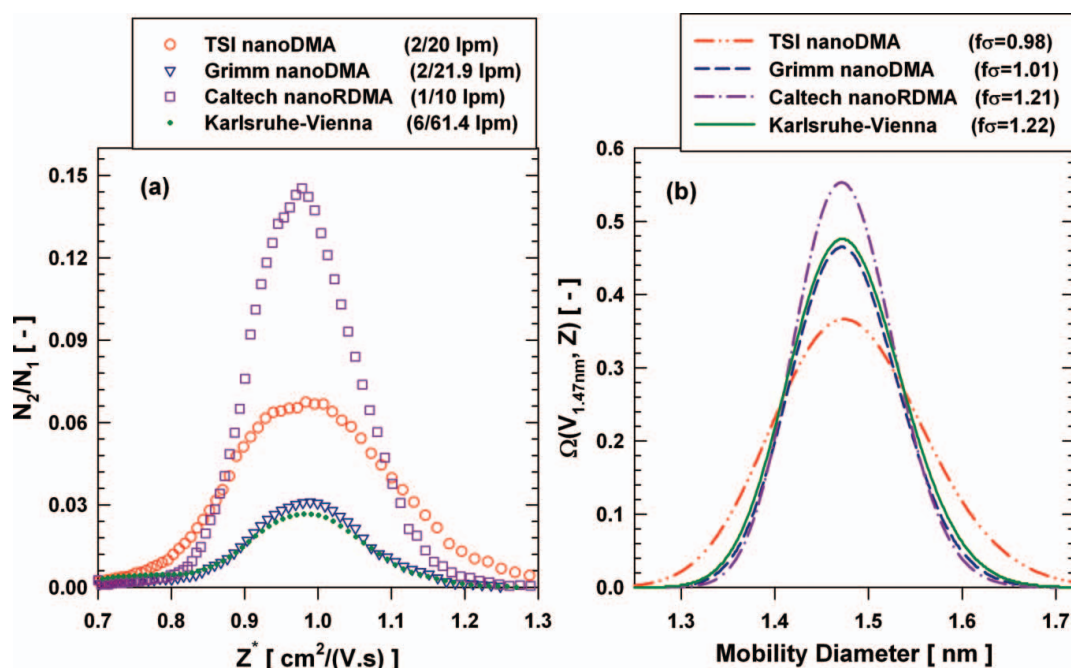 TSI nanoDMA (2/20 lpm)
Grimm nanoDMA (2/21.9 lpm)
Caltech nanoRDMA (1/10 lpm)
Karlsruhe-Vienna (6/61.4 lpm)
(a)
0.15
0.12
0.09
0.06
0.03
0.00
N2/N1 [ - ]
0.7 0.8 0.9 1.0 1.1 1.2 1.3
Z* [ cm²/(V.s) ]
TSI nanoDMA (fσ=0.98)
Grimm nanoDMA (fσ=1.01)
Caltech nanoRDMA (fσ=1.21)
Karlsruhe-Vienna (fσ=1.22)
(b)
0.6
0.5
0.4
0.3
0.2
0.1
0.0
Ω(V1.47nm, Z) [ - ]
1.3 1.4 1.5 1.6 1.7
Mobility Diameter [ nm ]